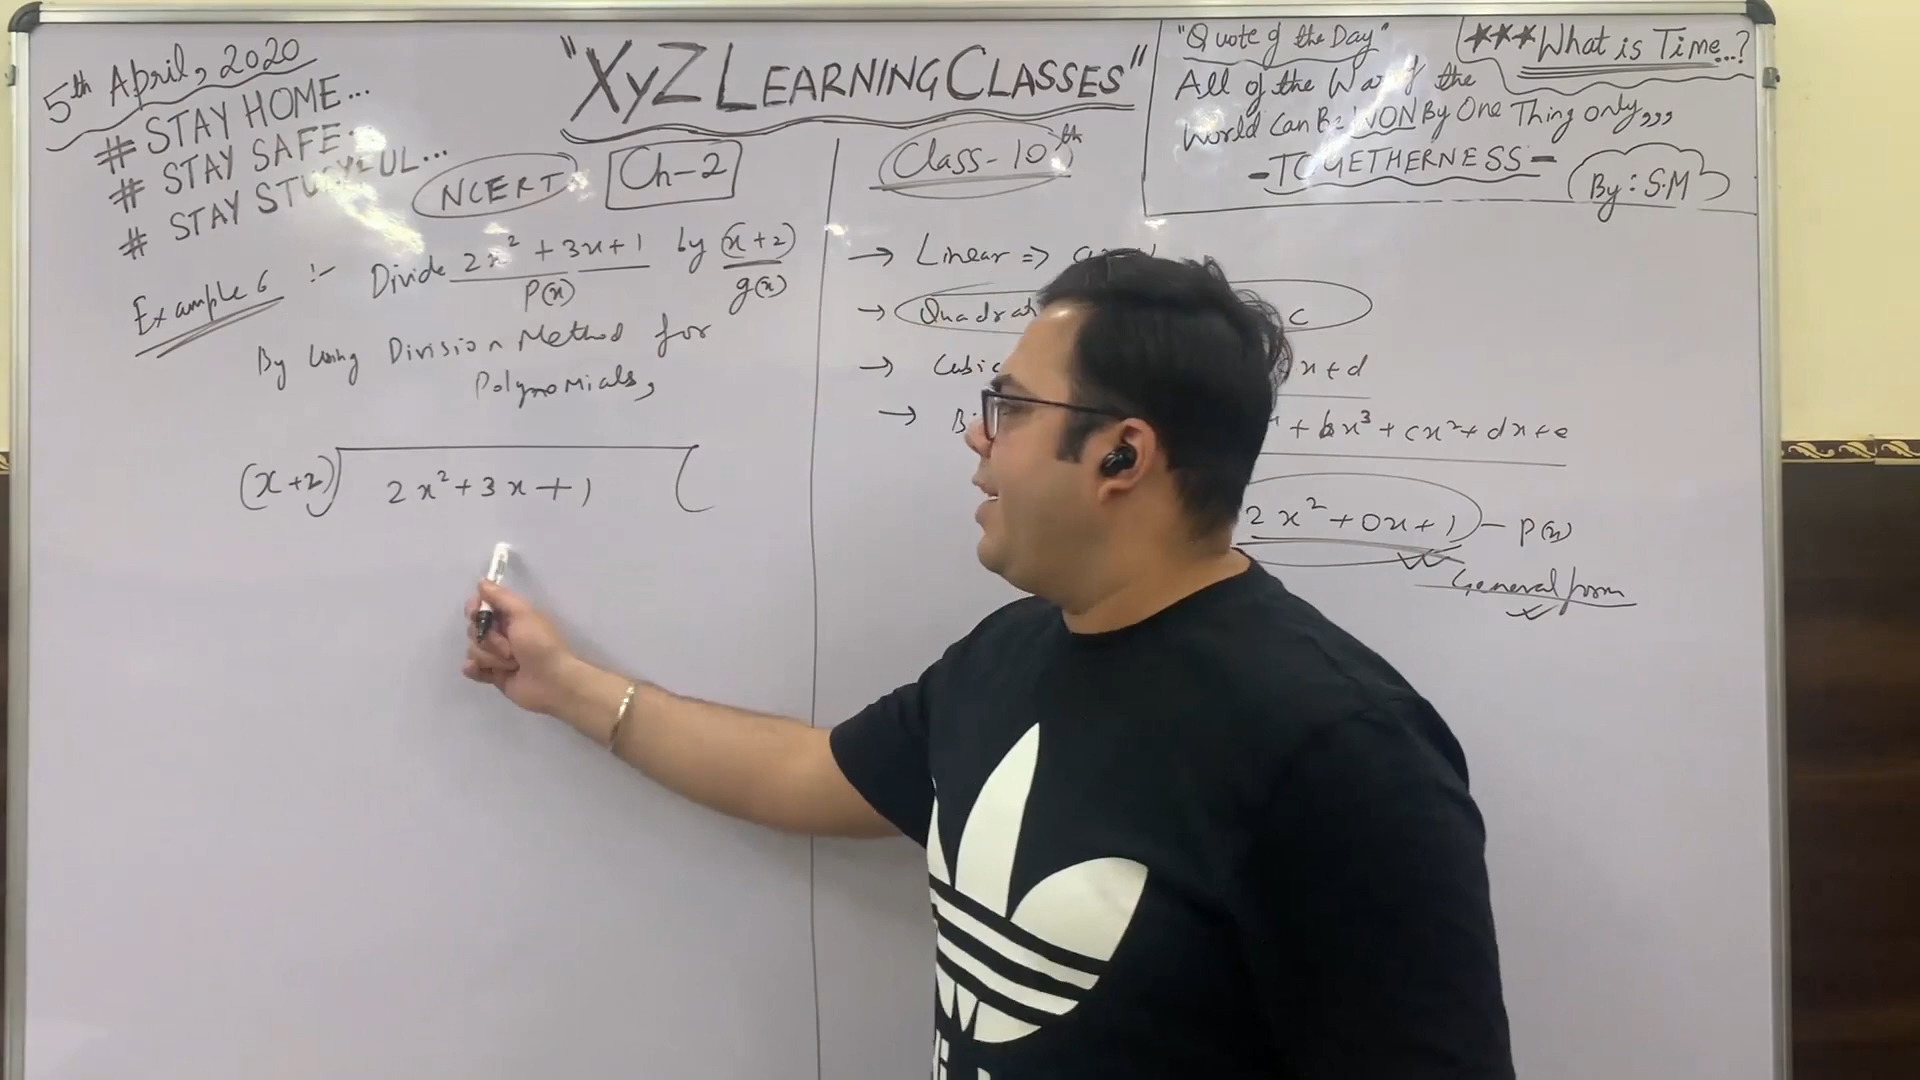 5th April, 2020
# STAY HOME...
# STAY SAFE...
# STAY STUDYFUL...
"XyZ LEARNING CLASSES"
"Quote of the Day"
All of the War of the
World Can Be WON By One Thing only,,,
- TOGETHERNESS -
By : S.M
***What is Time...?
NCERT
Ch-2
Class-10th
Example 6 :- Divide 2x² + 3x + 1 by (x+2)
P(x) g(x)
By Using Division Method for
Polynomials,
(x+2) 2x² + 3x + 1
→ Linear =>
→ Quadrat c
→ Cubic x + d
→ Bi + bx³ + cx² + dx + e
2x² + 0x + 1 - P(x)
General form